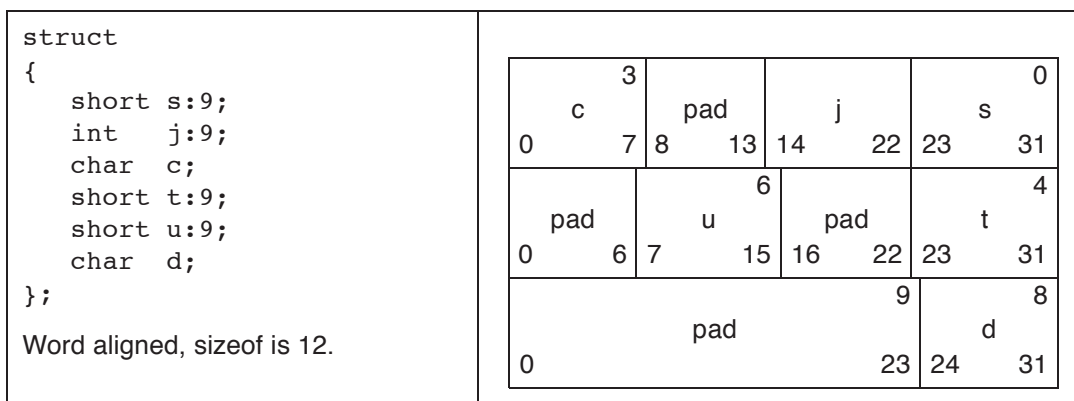 struct
{
short s:9;
int j:9;
char c;
short t:9;
short u:9;
char d;
};
Word aligned, sizeof is 12.
3 0
c pad j s
0 7 8 13 14 22 23 31
6 4
pad u pad t
0 6 7 15 16 22 23 31
9 8
pad d
0 23 24 31